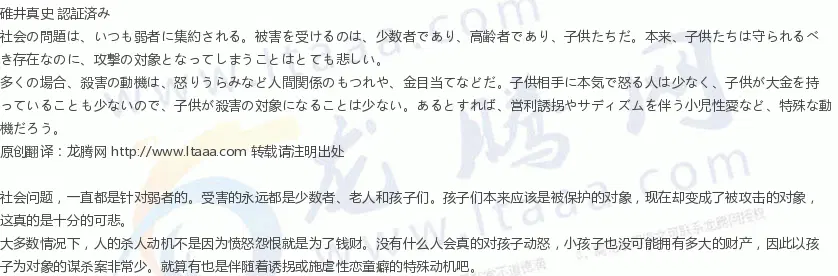 碓井真史 認証済み
社会の問題は、いつも弱者に集約される。被害を受けるのは、少数者であり、高齢者であり、子供たちだ。本来、子供たちは守られるべ
き存在なのに、攻撃の対象となってしまうことはとても悲しい。
多くの場合、殺害の動機は、怒りうらみなど人間関係のもつれや、金目当てなどだ。子供相手に本気で怒る人は少なく、子供が大金を持
っていることも少ないので、子供が殺害の対象になることは少ない。あるとすれば、営利誘拐やサディズムを伴う小児性愛など、特殊な動
機だろう。
原创翻译：龙腾网 http://www.ltaaa.com 转载请注明出处
社会问题，一直都是针对弱者的。受害的永远都是少数者、老人和孩子们。孩子们本来应该是被保护的对象，现在却变成了被攻击的对象，
这真的是十分的可悲。
大多数情况下，人的杀人动机不是因为愤怒怨恨就是为了钱财。没有什么人会真的对孩子动怒，小孩子也没可能拥有多大的财产，因此以孩
子为对象的谋杀案非常少。就算有也是伴随着诱拐或施虐性恋童癖的特殊动机吧。
龙腾网
www.ltaaa.com